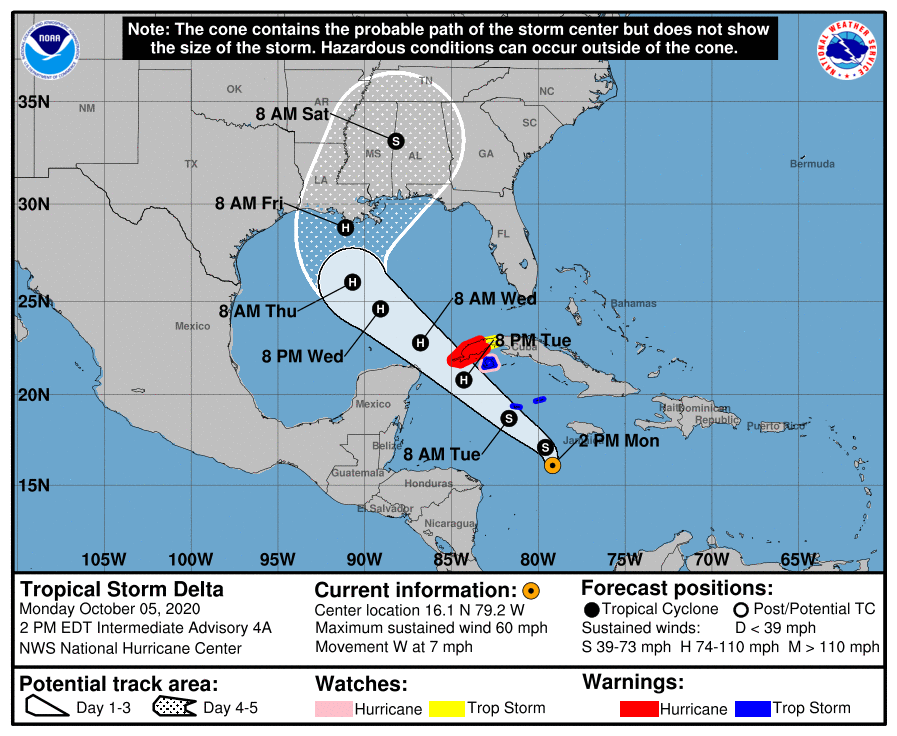 Note: The cone contains the probable path of the storm center but does not show
the size of the storm. Hazardous conditions can occur outside of the cone.
NOAA
NATIONAL WEATHER SERVICE
35N
30N
25N
20N
15N
NM
OK
AR
TN
NC
SC
TX
MS
AL
GA
LA
FL
Bermuda
8 AM Sat
S
8 AM Fri
H
8 AM Thu
H
8 PM Wed
H
8 AM Wed
H
8 PM Tue
H
8 AM Tue
S
2 PM Mon
S
Mexico
Bahamas
Cuba
Mexico
Belize
Guatemala
Honduras
El Salvador
Nicaragua
Jamaica
Haiti
Dominican
Republic
Puerto Rico
105W 100W 95W 90W 85W 80W 75W 70W 65W
Tropical Storm Delta
Monday October 05, 2020
2 PM EDT Intermediate Advisory 4A
NWS National Hurricane Center
Current information:
Center location 16.1 N 79.2 W
Maximum sustained wind 60 mph
Movement W at 7 mph
Forecast positions:
Tropical Cyclone Post/Potential TC
Sustained winds: D < 39 mph
S 39-73 mph H 74-110 mph M > 110 mph
Potential track area:
Day 1-3 Day 4-5
Watches:
Hurricane Trop Storm
Warnings:
Hurricane Trop Storm